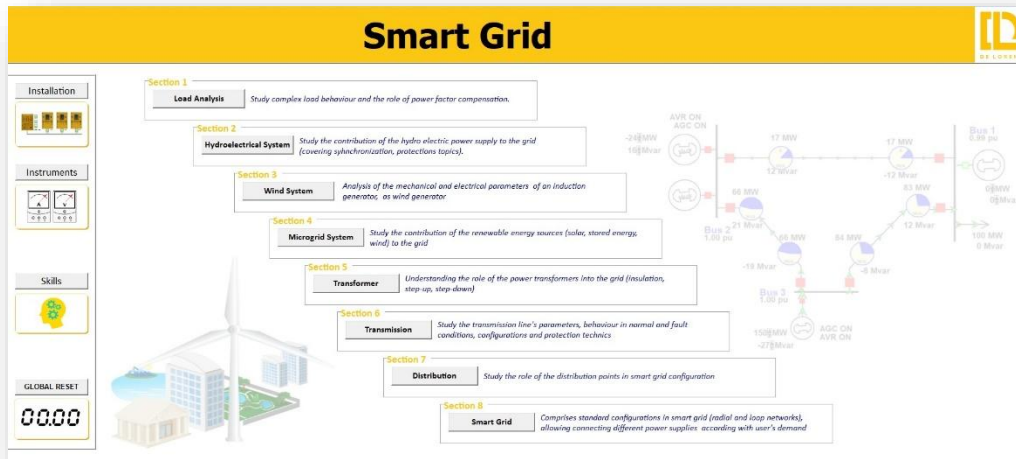 Smart Grid
DE LORENZO
Installation
Instruments
Skills
GLOBAL RESET
00.00
Section 1
Load Analysis
Study complex load behaviour and the role of power factor compensation.
Section 2
Hydroelectrical System
Study the contribution of the hydro electric power supply to the grid
(covering syhnchronization, protections topics).
Section 3
Wind System
Analysis of the mechanical and electrical parameters of an induction
generator, as wind generator
Section 4
Microgrid System
Study the contribution of the renewable energy sources (solar, stored energy,
wind) to the grid
Section 5
Transformer
Understanding the role of the power transformers into the grid (insulation,
step-up, step-down)
Section 6
Transmission
Study the transmission line's parameters, behaviour in normal and fault
conditions, configurations and protection technics
Section 7
Distribution
Study the role of the distribution points in smart grid configuration
Section 8
Smart Grid
Comprises standard configurations in smart grid (radial and loop networks),
allowing connecting different power supplies according with user's demand
AVR ON
AGC ON
17 MW
12 Mvar
17 MW
-12 Mvar
Bus 1
0.99 pu
66 MW
21 Mvar
Bus 2
1.00 pu
83 MW
12 Mvar
100 MW
0 Mvar
-15 Mvar
84 MW
Bus 3
1.00 pu
AGC ON
AVR ON